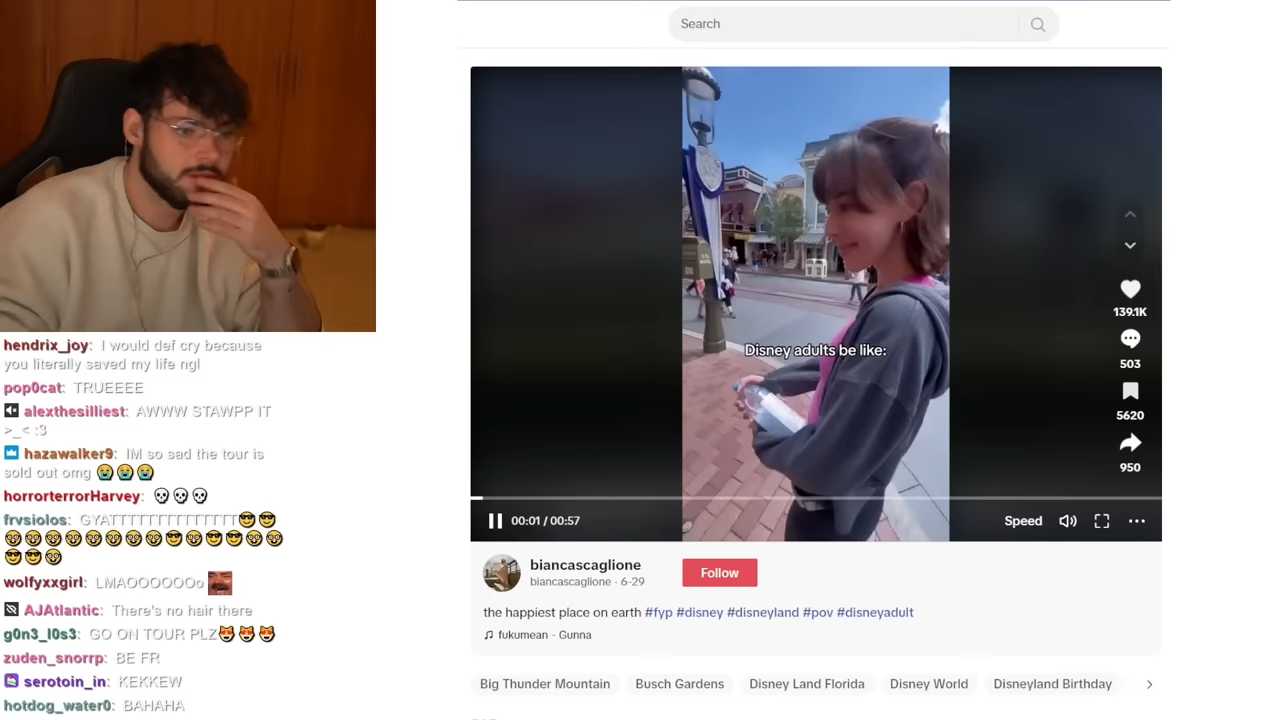 hendrix_joy: I would def cry because
you literally saved my life ngl
pop0cat: TRUEEEE
alexthesilliest: AWWW STAWPP IT
>_< :3
hazawalker9: IM so sad the tour is
sold out omg 😭😭😭
horrorterrorHarvey: 💀💀💀
frvsiolos: GYATTTTTTTTTTTTT😎🤓
🤓🤓🤓🤓🤓🤓🤓🤓😎🤓😎😎🤓🤓
😎😎🤓
wolfyxxgirl: LMAOOOOOOo
AJAtlantic: There's no hair there
g0n3_l0s3: GO ON TOUR PLZ😻😻😻
zuden_snorrp: BE FR
serotoin_in: KEKKEW
hotdog_water0: BAHAHA
Search
Disney adults be like:
139.1K
503
5620
950
00:01 / 00:57
Speed
biancascaglione
biancascaglione · 6-29
Follow
the happiest place on earth #fyp #disney #disneyland #pov #disneyadult
♫ fukumean - Gunna
Big Thunder Mountain
Busch Gardens
Disney Land Florida
Disney World
Disneyland Birthday